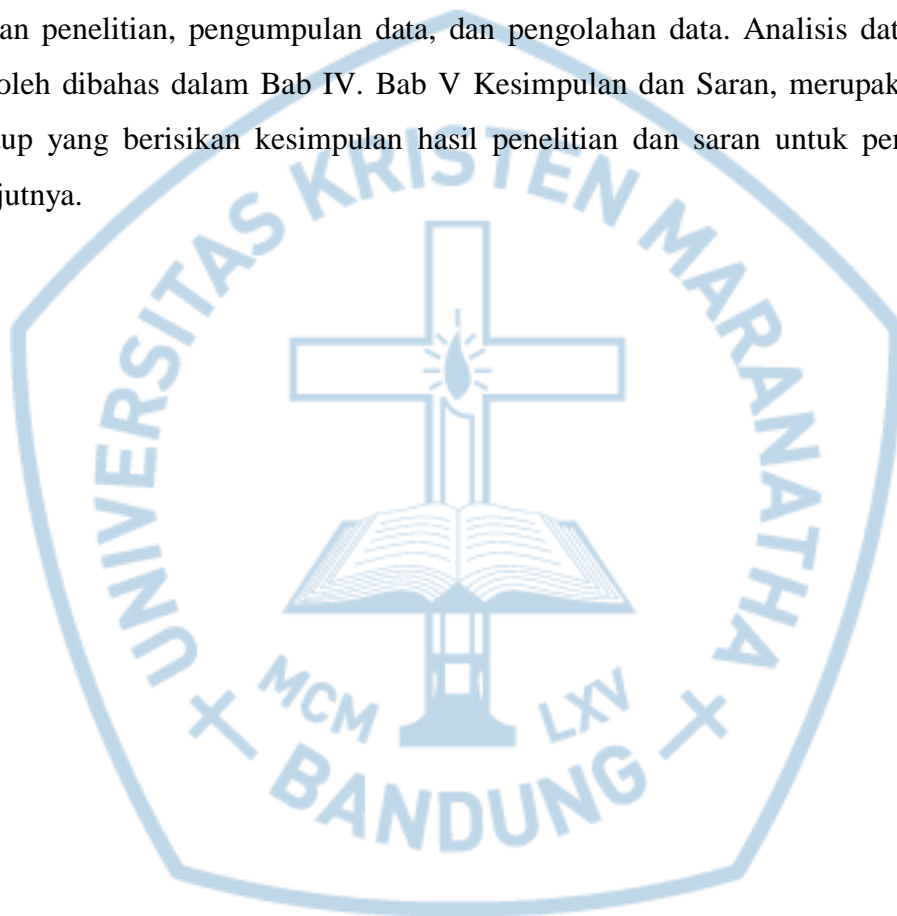 an penelitian, pengumpulan data, dan pengolahan data. Analisis dat
oleh dibahas dalam Bab IV. Bab V Kesimpulan dan Saran, merupak
up yang berisikan kesimpulan hasil penelitian dan saran untuk per
jutnya.
UNIVERSITAS KRISTEN MARANATHA
MCM LXV
BANDUNG